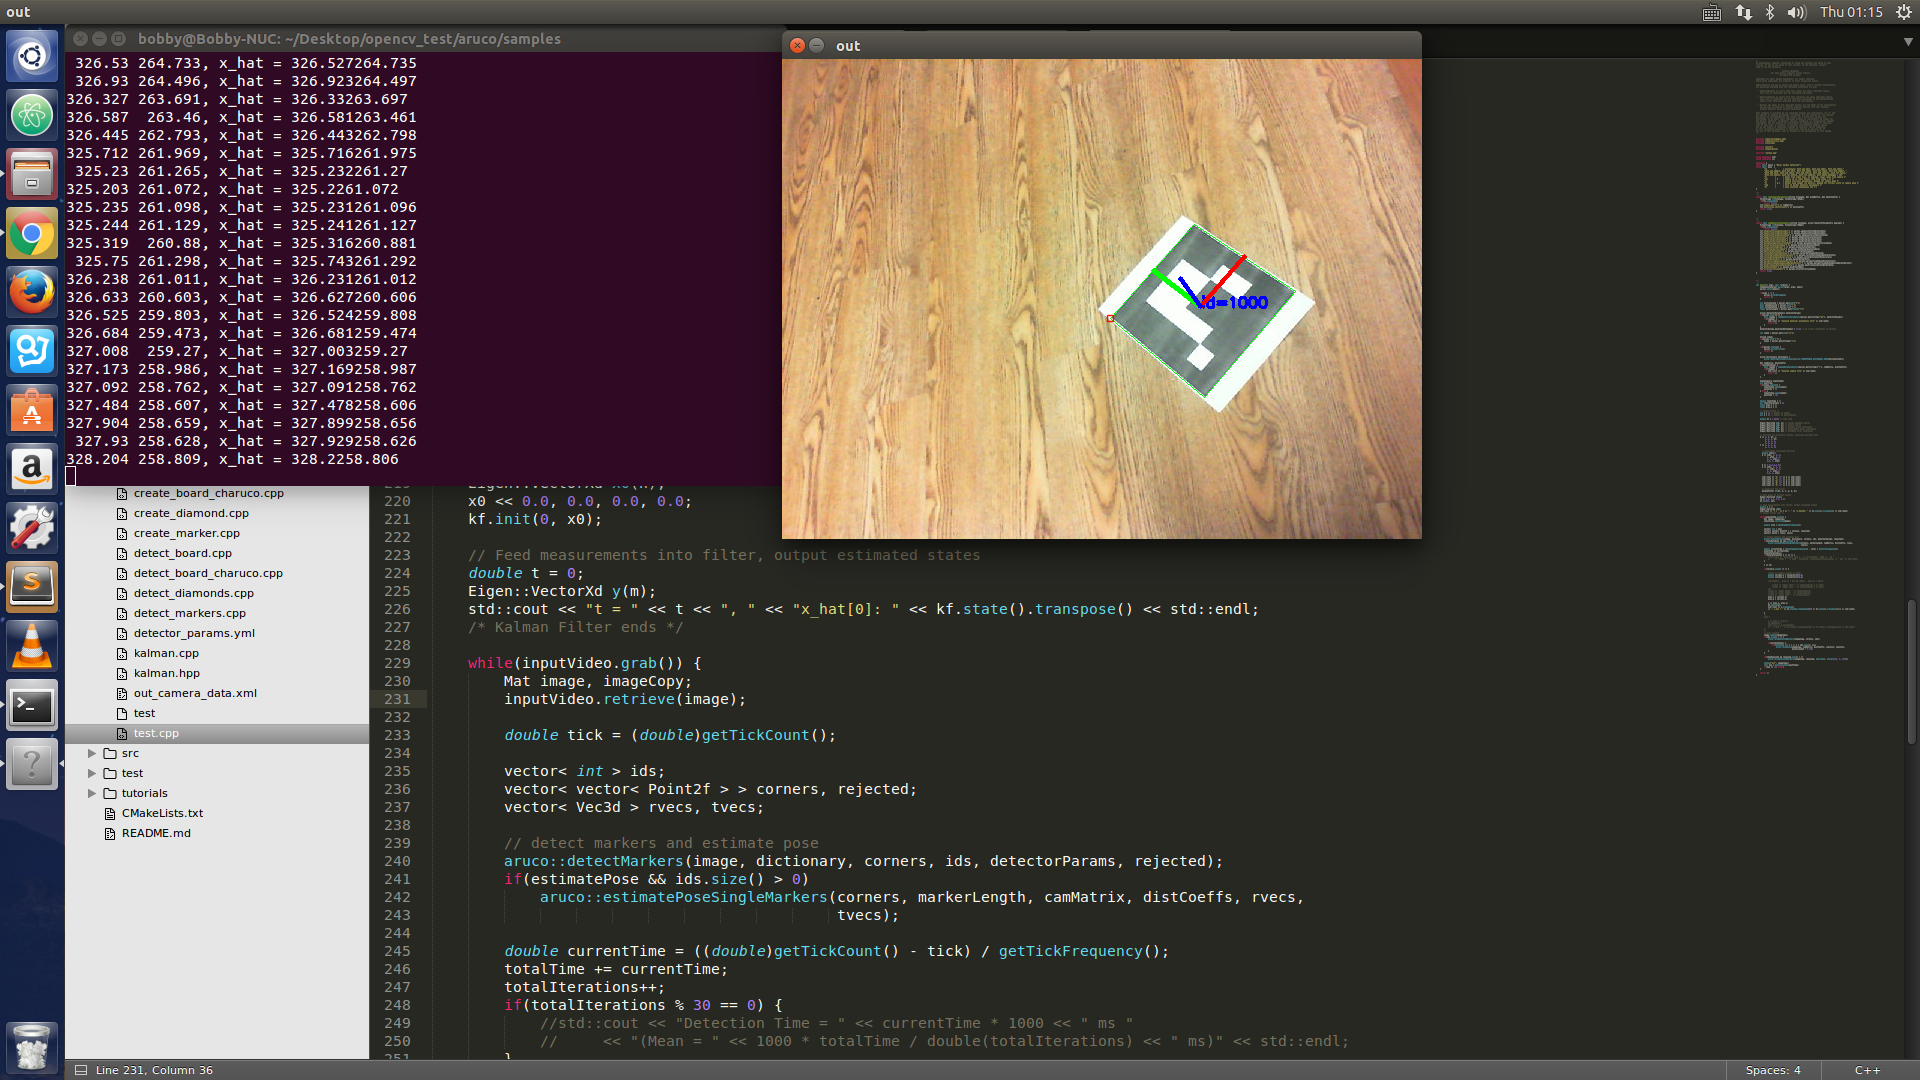 out
Thu 01:15
bobby@Bobby-NUC: ~/Desktop/opencv_test/aruco/samples
326.53 264.733, x_hat = 326.527264.735
326.93 264.496, x_hat = 326.923264.497
326.327 263.691, x_hat = 326.33263.697
326.587  263.46, x_hat = 326.581263.461
326.445 262.793, x_hat = 326.443262.798
325.712 261.969, x_hat = 325.716261.975
325.23 261.265, x_hat = 325.232261.27
325.203 261.072, x_hat = 325.2261.072
325.235 261.098, x_hat = 325.231261.096
325.244 261.129, x_hat = 325.241261.127
325.319  260.88, x_hat = 325.316260.881
325.75 261.298, x_hat = 325.743261.292
326.238 261.011, x_hat = 326.231261.012
326.633 260.603, x_hat = 326.627260.606
326.525 259.803, x_hat = 326.524259.808
326.684 259.473, x_hat = 326.681259.474
327.008  259.27, x_hat = 327.003259.27
327.173 258.986, x_hat = 327.169258.987
327.092 258.762, x_hat = 327.091258.762
327.484 258.607, x_hat = 327.478258.606
327.904 258.659, x_hat = 327.899258.656
327.93 258.628, x_hat = 327.929258.626
328.204 258.809, x_hat = 328.2258.806
out
id=1000
create_board_charuco.cpp
create_diamond.cpp
create_marker.cpp
detect_board.cpp
detect_board_charuco.cpp
detect_diamonds.cpp
detect_markers.cpp
detector_params.yml
kalman.cpp
kalman.hpp
out_camera_data.xml
test
test.cpp
src
test
tutorials
CMakeLists.txt
README.md
220 x0 << 0.0, 0.0, 0.0, 0.0;
221 kf.init(0, x0);
222
223 // Feed measurements into filter, output estimated states
224 double t = 0;
225 Eigen::VectorXd y(m);
226 std::cout << "t = " << t << ", " << "x_hat[0]: " << kf.state().transpose() << std::endl;
227 /* Kalman Filter ends */
228
229 while(inputVideo.grab()) {
230 Mat image, imageCopy;
231 inputVideo.retrieve(image);
232
233 double tick = (double)getTickCount();
234
235 vector< int > ids;
236 vector< vector< Point2f > > corners, rejected;
237 vector< Vec3d > rvecs, tvecs;
238
239 // detect markers and estimate pose
240 aruco::detectMarkers(image, dictionary, corners, ids, detectorParams, rejected);
241 if(estimatePose && ids.size() > 0)
242 aruco::estimatePoseSingleMarkers(corners, markerLength, camMatrix, distCoeffs, rvecs,
243 tvecs);
244
245 double currentTime = ((double)getTickCount() - tick) / getTickFrequency();
246 totalTime += currentTime;
247 totalIterations++;
248 if(totalIterations % 30 == 0) {
249 //std::cout << "Detection Time = " << currentTime * 1000 << " ms "
250 //     << "(Mean = " << 1000 * totalTime / double(totalIterations) << " ms)" << std::endl;
251 }
Line 231, Column 36
Spaces: 4
C++